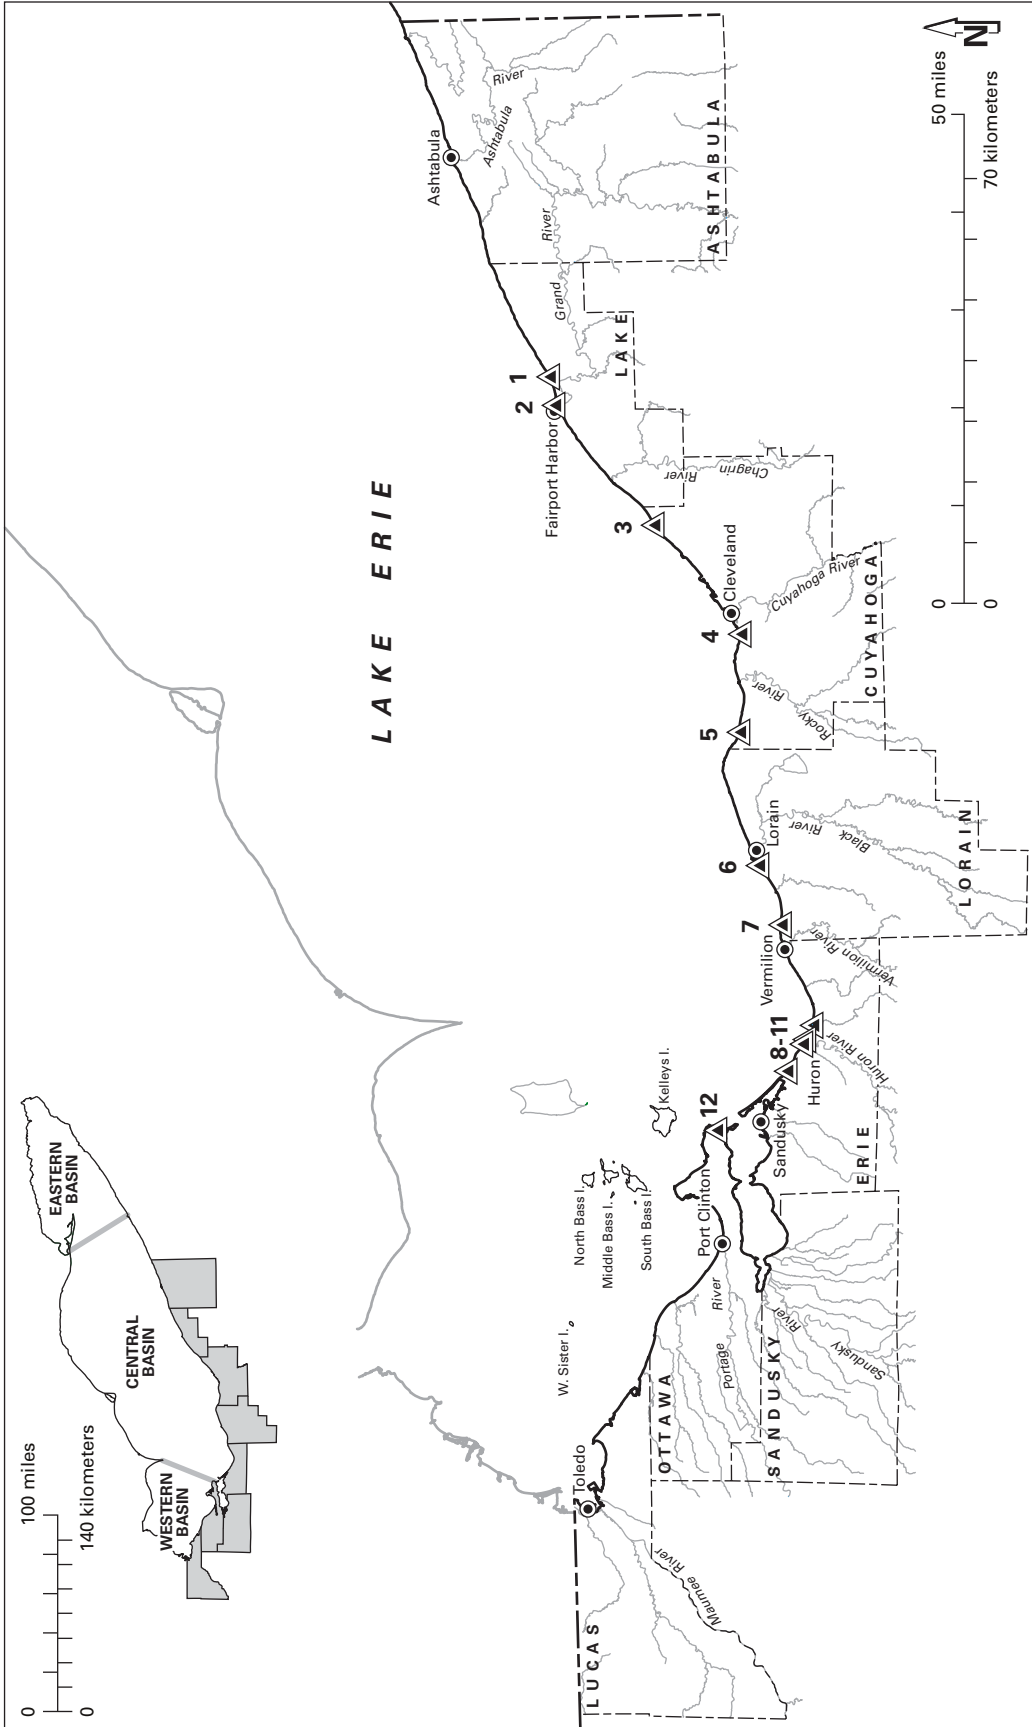 0
100 miles
0
140 kilometers
WESTERN
BASIN
CENTRAL
BASIN
EASTERN
BASIN
LAKE ERIE
W. Sister I.
North Bass I.
Middle Bass I.
South Bass I.
Kelleys I.
Toledo
Port Clinton
Sandusky
Huron
Vermilion
Lorain
Cleveland
Fairport Harbor
Ashtabula
12
8-11
7
6
5
4
3
2
1
LUCAS
OTTAWA
SANDUSKY
ERIE
LORAIN
CUYAHOGA
LAKE
ASHTABULA
Maumee River
Portage River
Sandusky River
Huron River
Vermilion River
Black River
Rocky River
Cuyahoga River
Chagrin River
Grand River
Ashtabula River
0
50 miles
0
70 kilometers
N